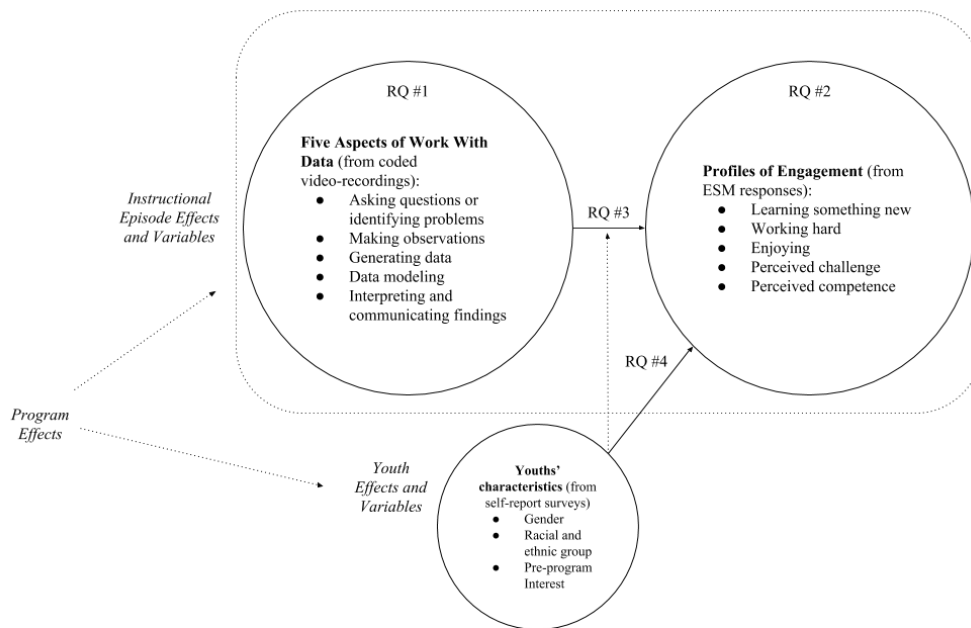 RQ #1
Five Aspects of Work With
Data (from coded
video-recordings):
● Asking questions or
identifying problems
● Making observations
● Generating data
● Data modeling
● Interpreting and
communicating findings
RQ #2
Profiles of Engagement (from
ESM responses):
● Learning something new
● Working hard
● Enjoying
● Perceived challenge
● Perceived competence
Instructional
Episode Effects
and Variables
RQ #3
RQ #4
Program
Effects
Youth
Effects and
Variables
Youths’
characteristics (from
self-report surveys)
● Gender
● Racial and
ethnic group
● Pre-program
Interest